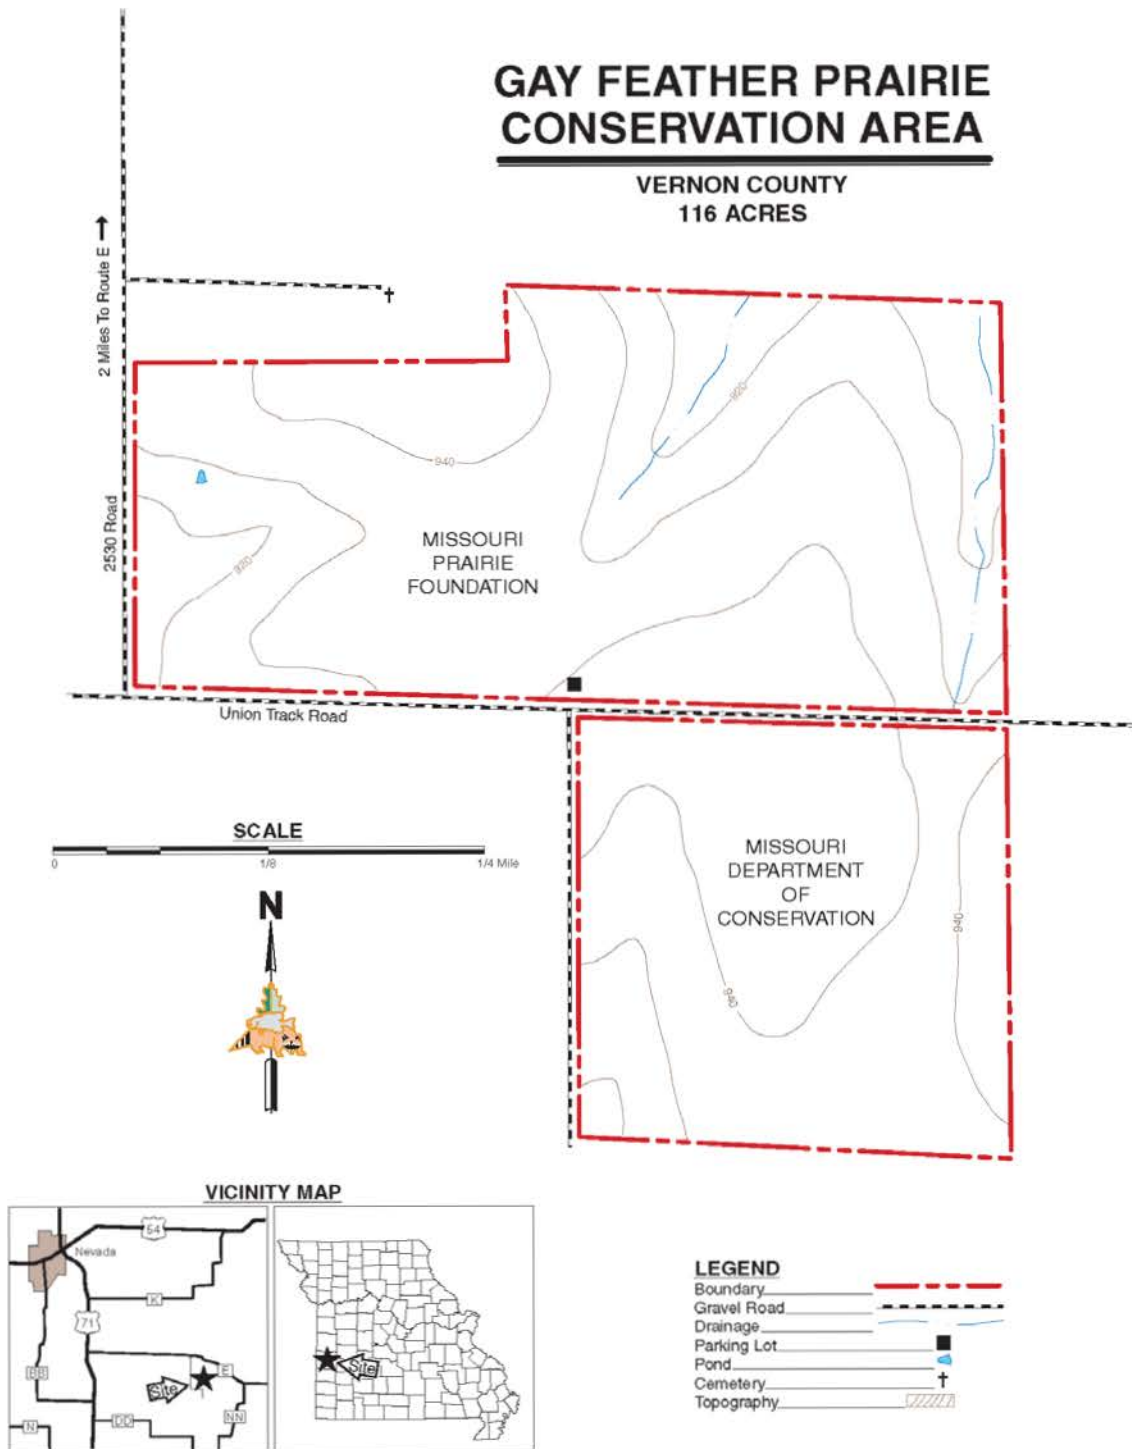 GAY FEATHER PRAIRIE
CONSERVATION AREA
VERNON COUNTY
116 ACRES
2 Miles To Route E
2530 Road
940
920
920
MISSOURI
PRAIRIE
FOUNDATION
Union Track Road
SCALE
0 1/8 1/4 Mile
N
MISSOURI
DEPARTMENT
OF
CONSERVATION
940
940
VICINITY MAP
54
Nevada
K
71
BB
E
Site
N
DD
NN
Site
LEGEND
Boundary
Gravel Road
Drainage
Parking Lot
Pond
Cemetery
Topography